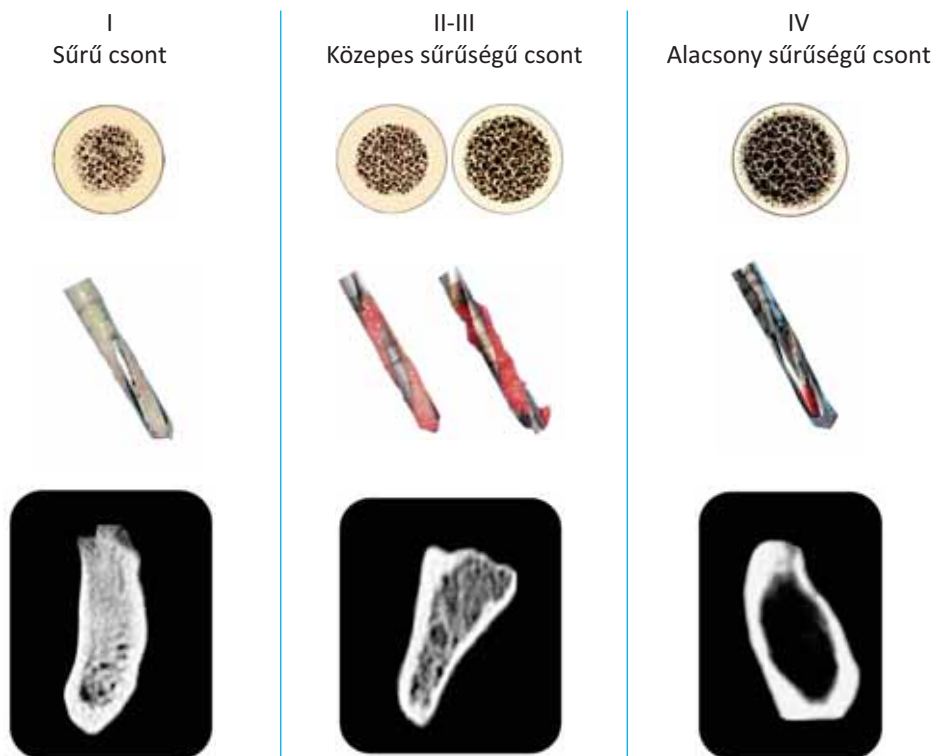 I
Sűrű csont
II-III
Közepes sűrűségű csont
IV
Alacsony sűrűségű csont